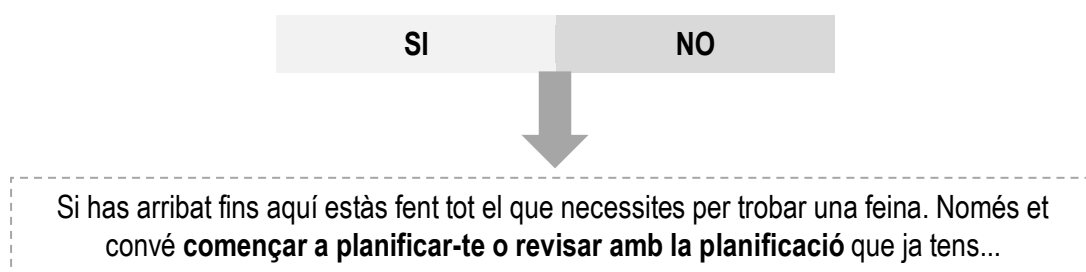 SI NO
Si has arribat fins aquí estàs fent tot el que necessites per trobar una feina. Només et
convé començar a planificar-te o revisar amb la planificació que ja tens...